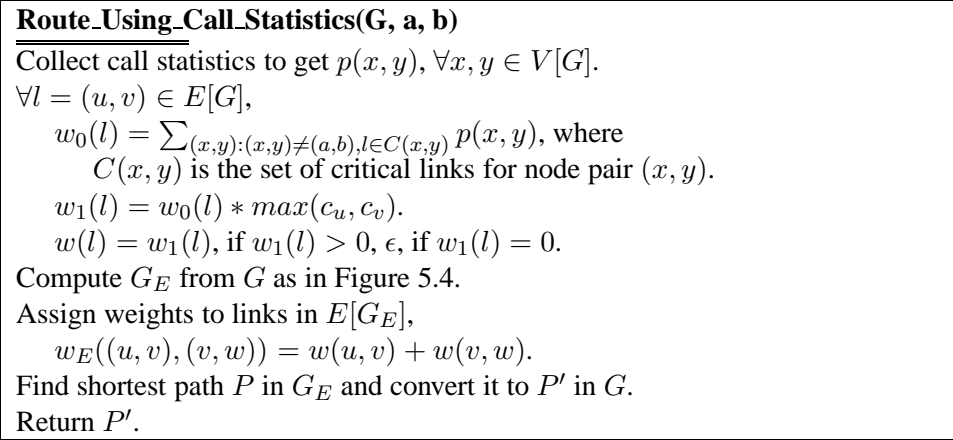 Route_Using_Call_Statistics(G, a, b)
Collect call statistics to get p(x, y), ∀x, y ∈ V[G].
∀l = (u, v) ∈ E[G],
w₀(l) = ∑_{(x,y):(x,y)≠(a,b),l∈C(x,y)} p(x, y), where
C(x, y) is the set of critical links for node pair (x, y).
w₁(l) = w₀(l) ∗ max(c_u, c_v).
w(l) = w₁(l), if w₁(l) > 0, ϵ, if w₁(l) = 0.
Compute G_E from G as in Figure 5.4.
Assign weights to links in E[G_E],
w_E((u, v), (v, w)) = w(u, v) + w(v, w).
Find shortest path P in G_E and convert it to P′ in G.
Return P′.